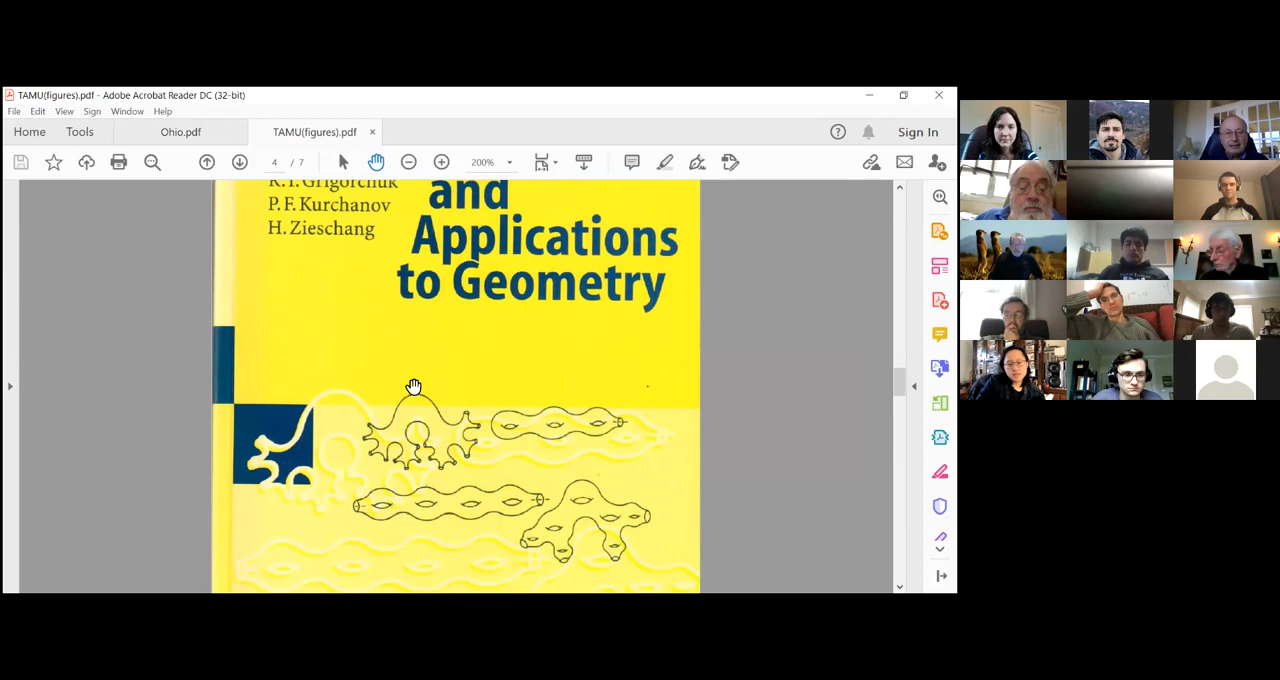 TAMU(figures).pdf - Adobe Acrobat Reader DC (32-bit)
File Edit View Sign Window Help
Home Tools Ohio.pdf TAMU(figures).pdf × Sign In
4 / 7 200%
R.I. Grigorchuk
P. F. Kurchanov
H. Zieschang
and
Applications
to Geometry